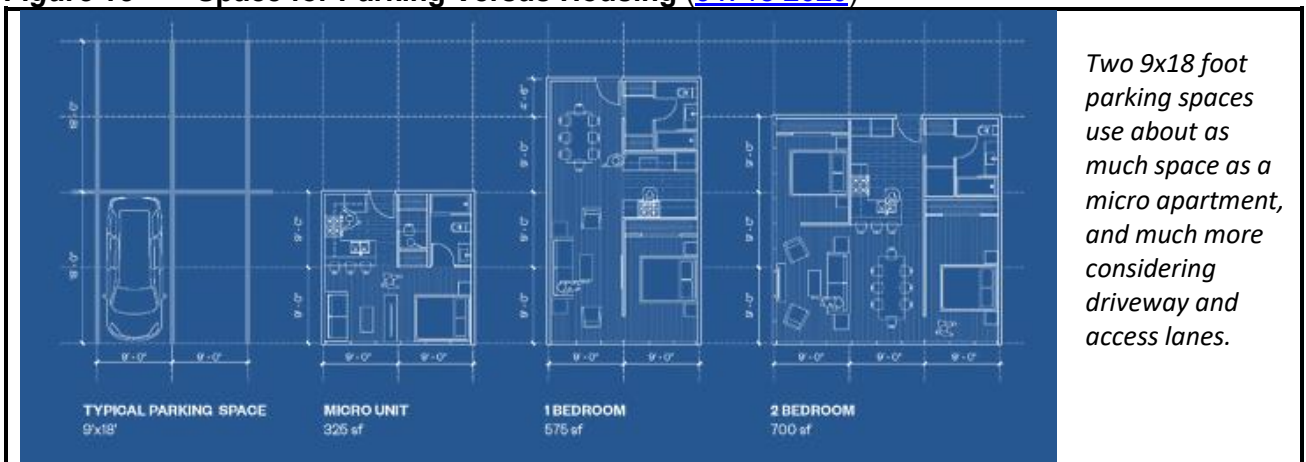 Figure 10 Space for Parking Versus Housing (
Two 9x18 foot
parking spaces
use about as
much space as a
micro apartment,
and much more
considering
driveway and
access lanes.
9'-0" 9'-0"
9'-0" 9'-0"
9'-0" 9'-0"
9'-0" 9'-0" 9'-0"
TYPICAL PARKING SPACE
9'x18'
MICRO UNIT
325 sf
1 BEDROOM
575 sf
2 BEDROOM
700 sf